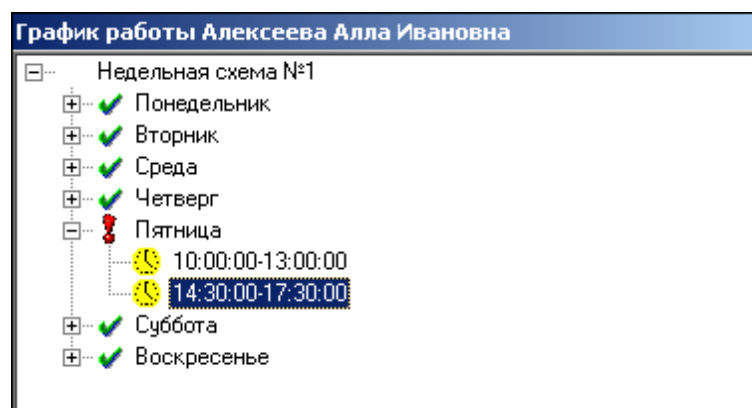 График работы Алексеева Алла Ивановна
Недельная схема №1
Понедельник
Вторник
Среда
Четверг
Пятница
10:00:00-13:00:00
14:30:00-17:30:00
Суббота
Воскресенье